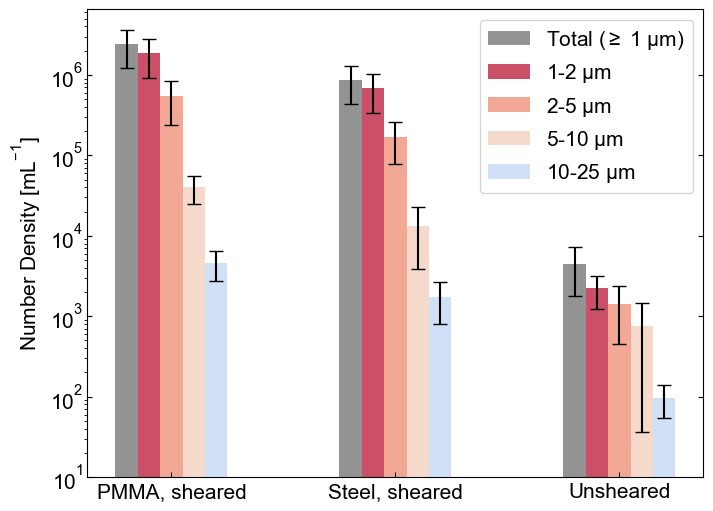 Number Density [mL⁻¹]
10⁶
10⁵
10⁴
10³
10²
10¹
Total (≥ 1 µm)
1-2 µm
2-5 µm
5-10 µm
10-25 µm
PMMA, sheared
Steel, sheared
Unsheared